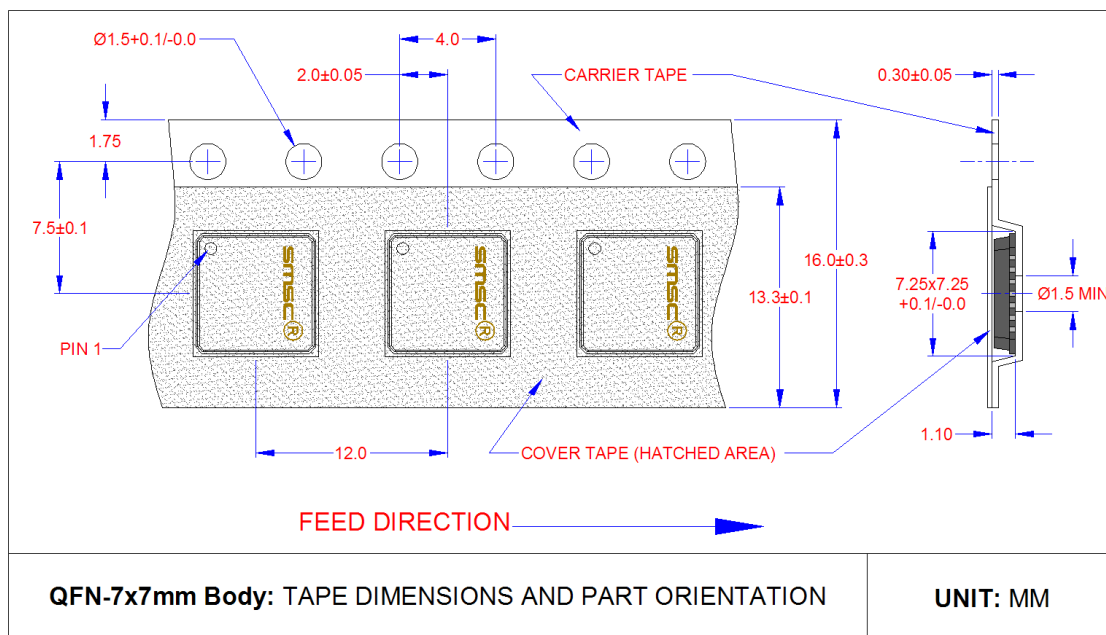 Ø1.5+0.1/-0.0
4.0
2.0±0.05
CARRIER TAPE
0.30±0.05
1.75
7.5±0.1
smsc®
smsc®
smsc®
16.0±0.3
13.3±0.1
7.25x7.25
+0.1/-0.0
Ø1.5 MIN
PIN 1
1.10
12.0
COVER TAPE (HATCHED AREA)
FEED DIRECTION
QFN-7x7mm Body: TAPE DIMENSIONS AND PART ORIENTATION
UNIT: MM